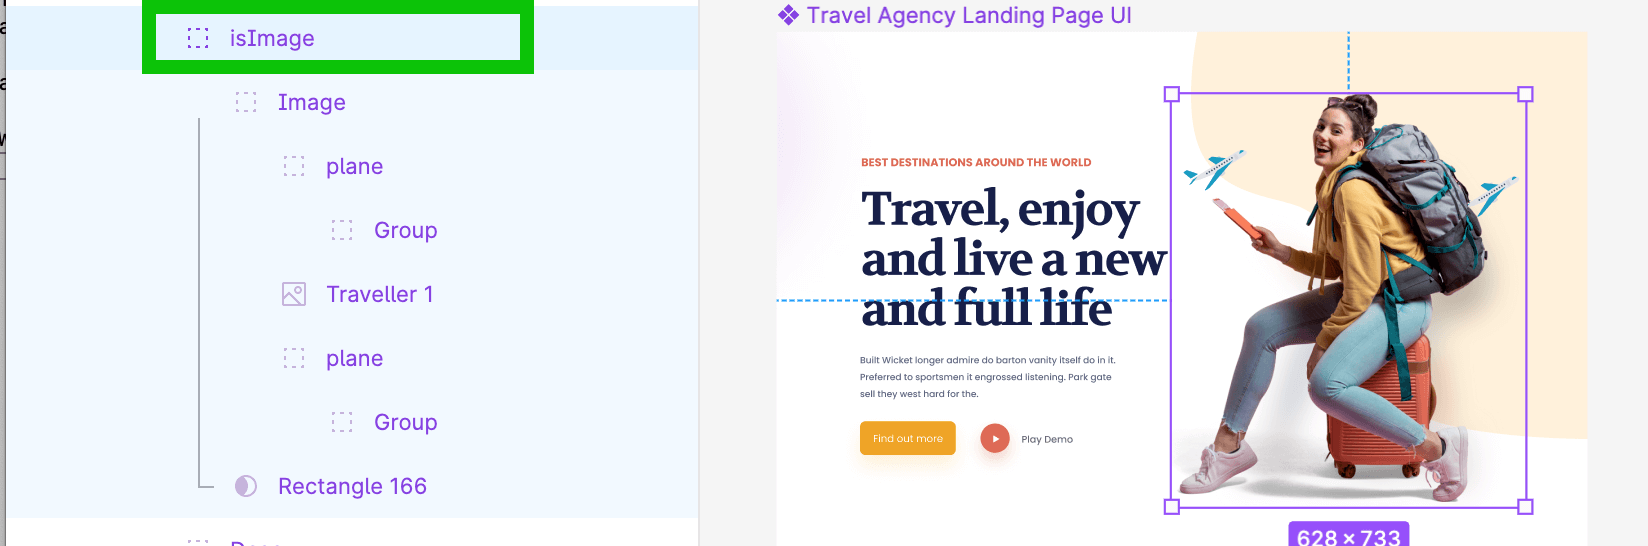 isImage
Image
plane
Group
Traveller 1
plane
Group
Rectangle 166
Travel Agency Landing Page UI
BEST DESTINATIONS AROUND THE WORLD
Travel, enjoy
and live a new
and full life
Built Wicket longer admire do barton vanity itself do in it.
Preferred to sportsmen it engrossed listening. Park gate
sell they west hard for the.
Find out more
Play Demo
628 × 733